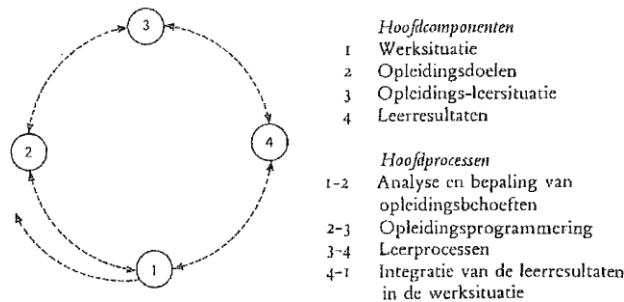 3
2
4
1
Hoofdcomponenten
1 Werksituatie
2 Opleidingsdoelen
3 Opleidings-leersituatie
4 Leerresultaten
Hoofdprocessen
1-2 Analyse en bepaling van
opleidingsbehoeften
2-3 Opleidingsprogrammering
3-4 Leerprocessen
4-1 Integratie van de leerresultaten
in de werksituatie